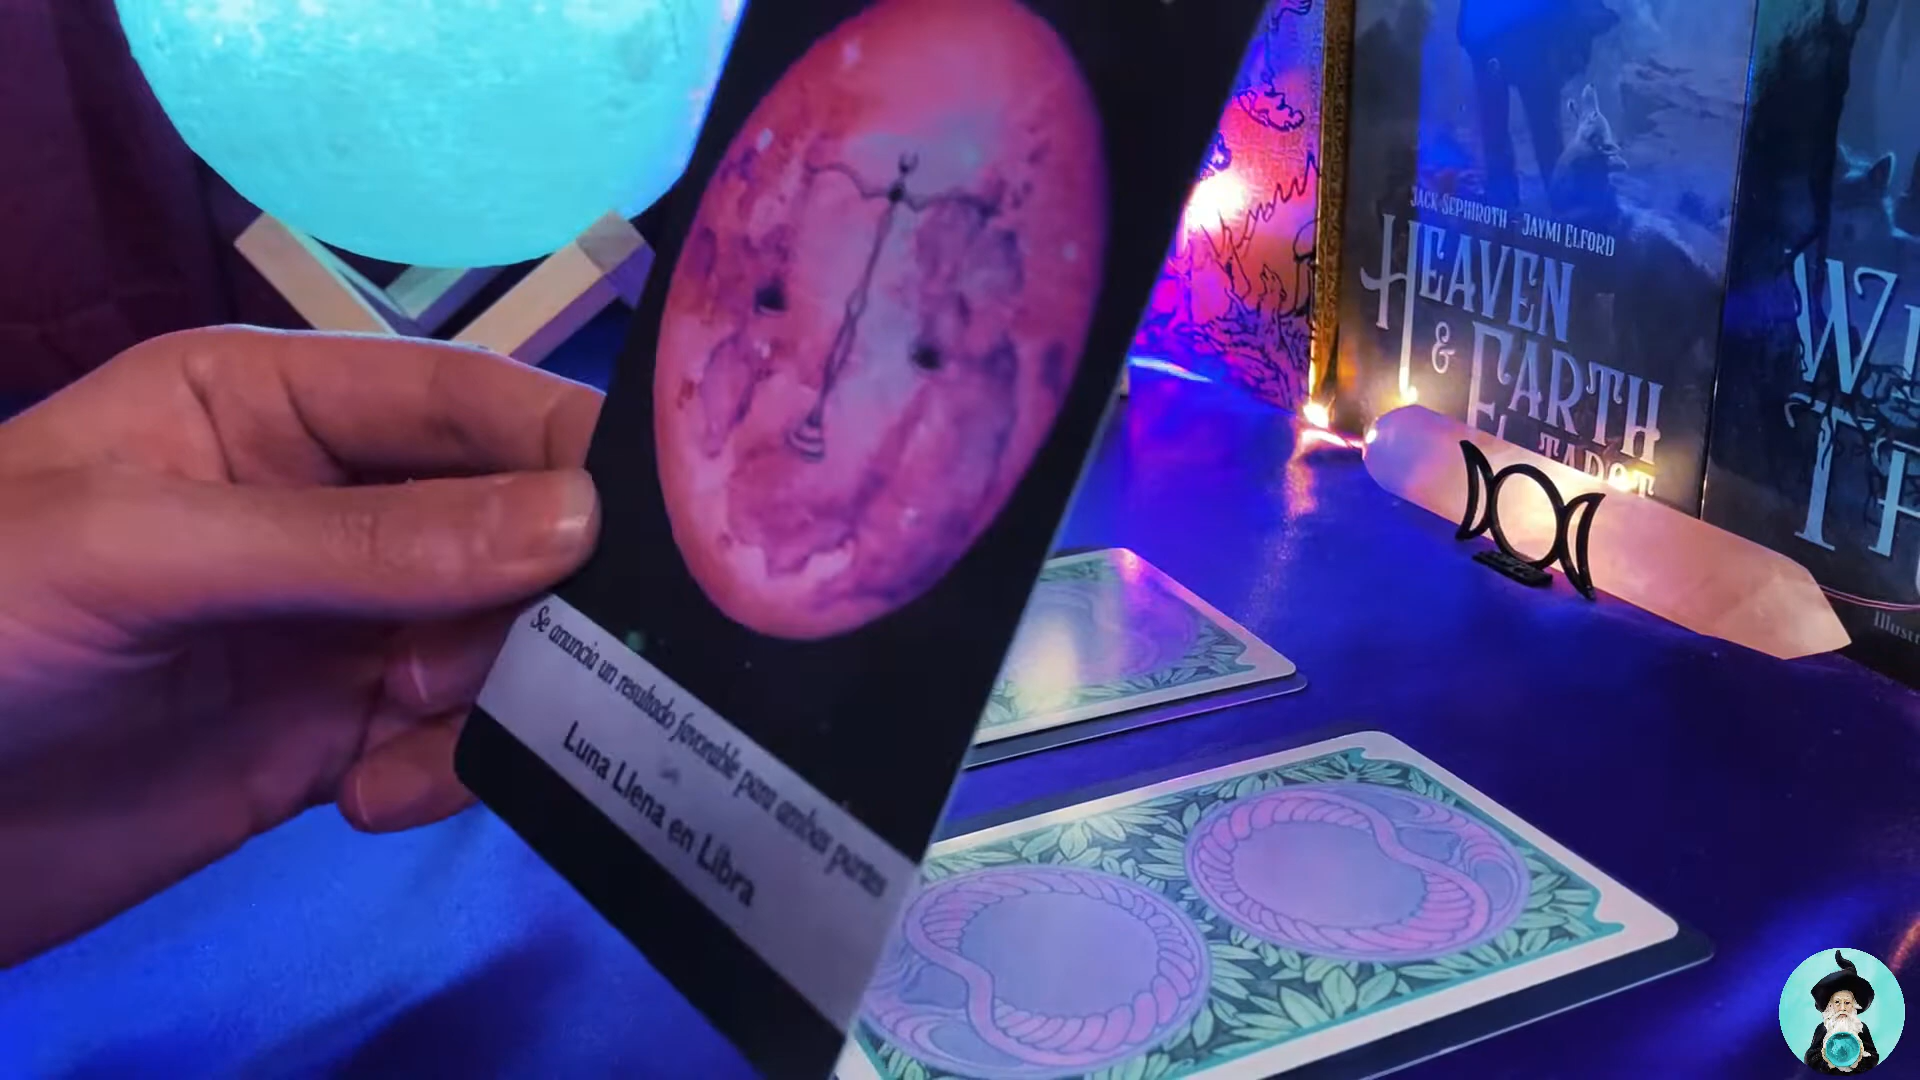 JACK SEPHIROTH – JAYMI ELFORD
HEAVEN
& EARTH
EL TAROT
Se anuncia un resultado favorable para ambas partes
Luna Llena en Libra